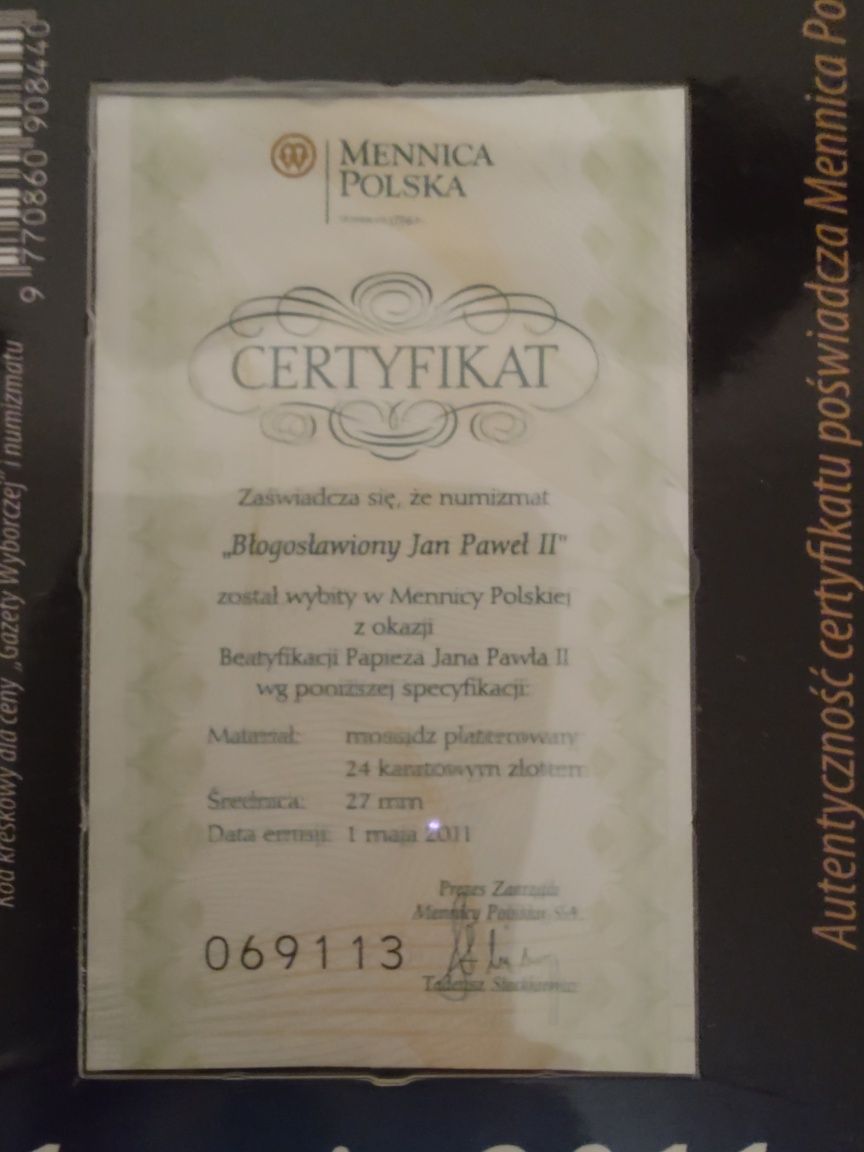 MENNICA
POLSKA
CERTYFIKAT
Zaświadcza się, że numizmat
„Błogosławiony Jan Paweł II"
został wybity w Mennicy Polskiej
z okazji
Beatyfikacji Papieża Jana Pawła II
wg poniższej specyfikacji:
Materiał: mosiądz platerowany
24 karatowym złotem
Średnica: 27 mm
Data emisji: 1 maja 2011
Prezes Zarządu
Mennicy Polskiej S.A.
069113
Tadeusz
9 770860 908440
Kod kreskowy dla ceny „Gazety Wyborczej" i numizmatu
Autentyczność certyfikatu poświadcza Mennica Po